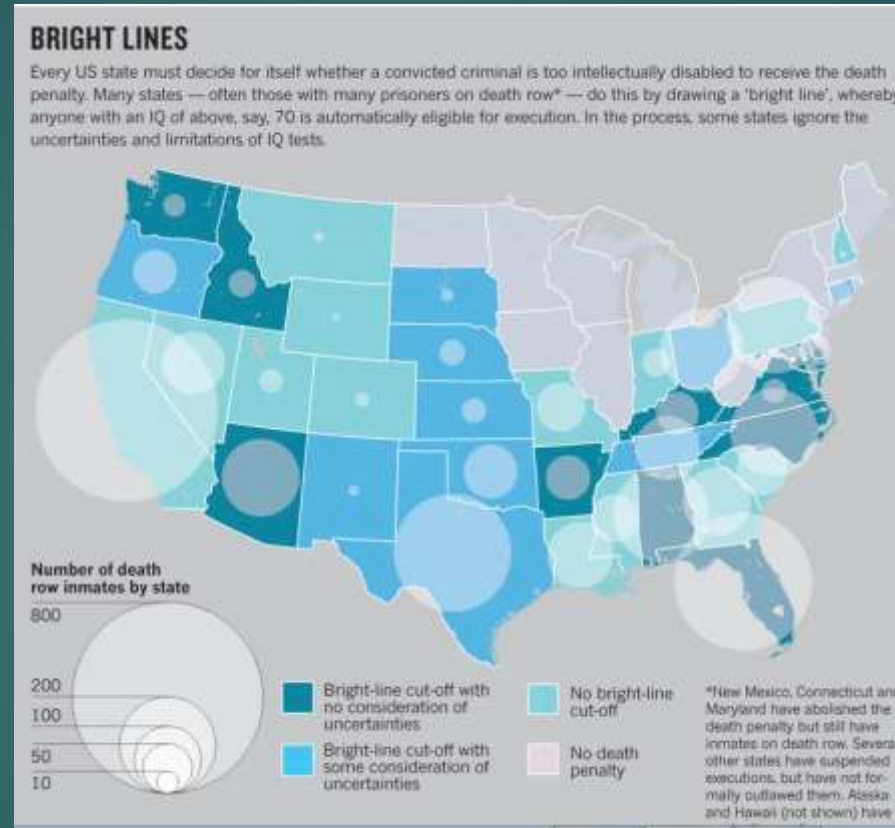 BRIGHT LINES
Every US state must decide for itself whether a convicted criminal is too intellectually disabled to receive the death
penalty. Many states — often those with many prisoners on death row* — do this by drawing a 'bright line', whereby
anyone with an IQ of above, say, 70 is automatically eligible for execution. In the process, some states ignore the
uncertainties and limitations of IQ tests.
Number of death
row inmates by state
800
200
100
50
10
Bright-line cut-off with
no consideration of
uncertainties
Bright-line cut-off with
some consideration of
uncertainties
No bright-line
cut-off
No death
penalty
*New Mexico, Connecticut and
Maryland have abolished the
death penalty but still have
inmates on death row. Several
other states have suspended
executions, but have not for-
mally outlawed them. Alaska
and Hawaii (not shown) have